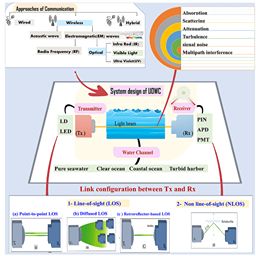 Approaches of Communication
Wired
Wireless
Hybrid
Acoustic wave
ElectromagneticEM) waves
Radio Frequency (RF)
Optical
Infra Red (IR)
Visible Light
Ultra Violet(UV)
Absorption
Scattering
Attenuation
Turbulence
signal noise
Multipath interference
System design of UOWC
Transmitter
Receiver
LD
LED
(Tx)
Light beam
(Rx)
PIN
APD
PMT
Water Channel
Pure seawater
Clear ocean
Coastal ocean
Turbid harbor
Link configuration between Tx and Rx
1- Line-of-sight (LOS)
2- Non line-of-sight (NLOS)
(a) Point-to-point LOS
(b) Diffused LOS
(c) Retroreflector-based LOS